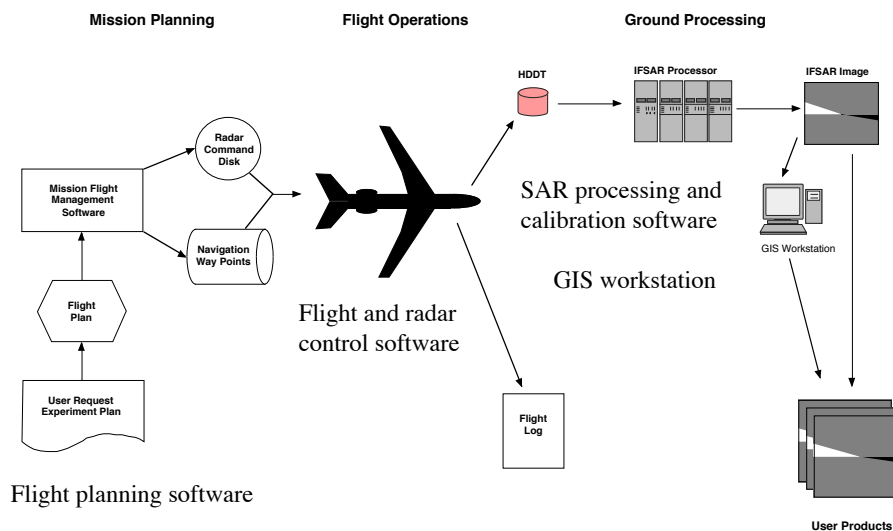 Mission Planning
Flight Operations
Ground Processing
HDDT
IFSAR Processor
IFSAR Image
Radar
Command
Disk
Mission Flight
Management
Software
Navigation
Way Points
SAR processing and
calibration software
GIS Workstation
GIS workstation
Flight
Plan
Flight and radar
control software
User Request
Experiment Plan
Flight
Log
Flight planning software
User Products